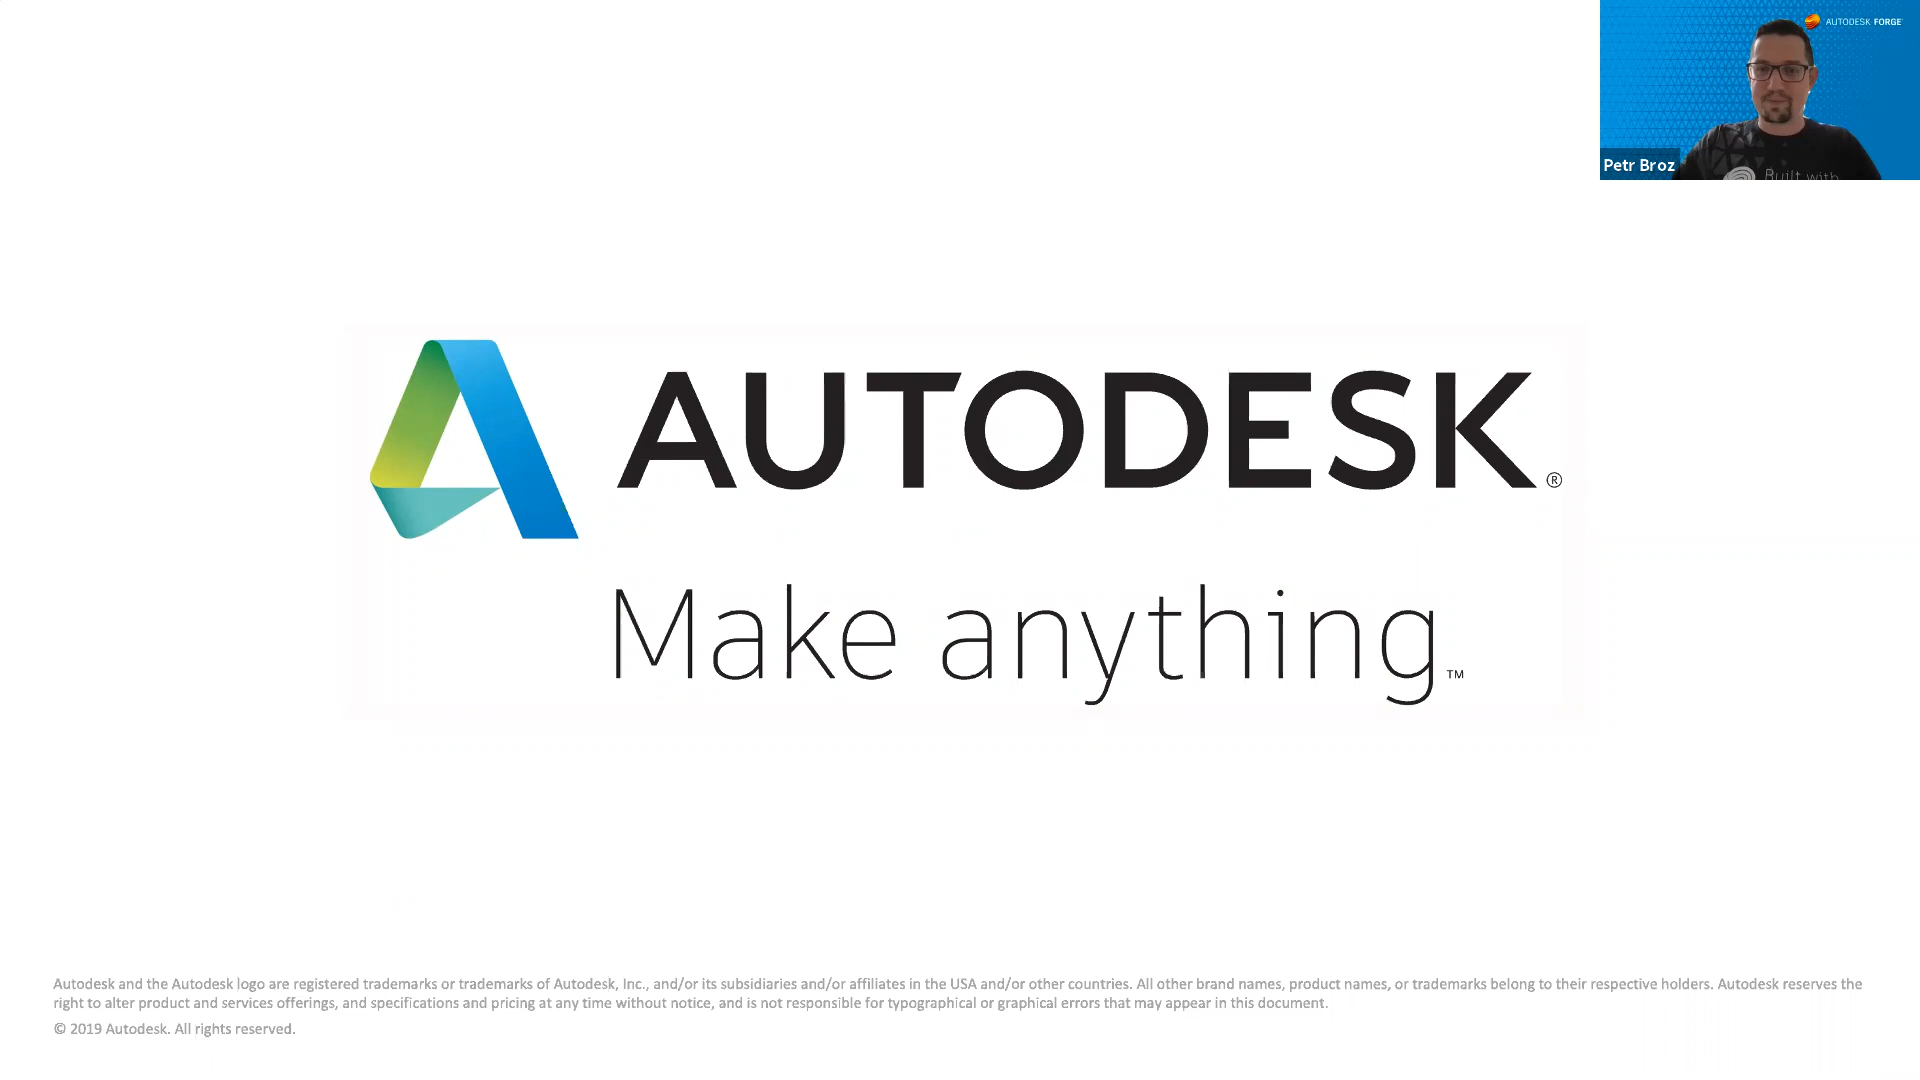 AUTODESK FORGE
Petr Broz
Built with
AUTODESK®
Make anything™
Autodesk and the Autodesk logo are registered trademarks or trademarks of Autodesk, Inc., and/or its subsidiaries and/or affiliates in the USA and/or other countries. All other brand names, product names, or trademarks belong to their respective holders. Autodesk reserves the
right to alter product and services offerings, and specifications and pricing at any time without notice, and is not responsible for typographical or graphical errors that may appear in this document.
© 2019 Autodesk. All rights reserved.